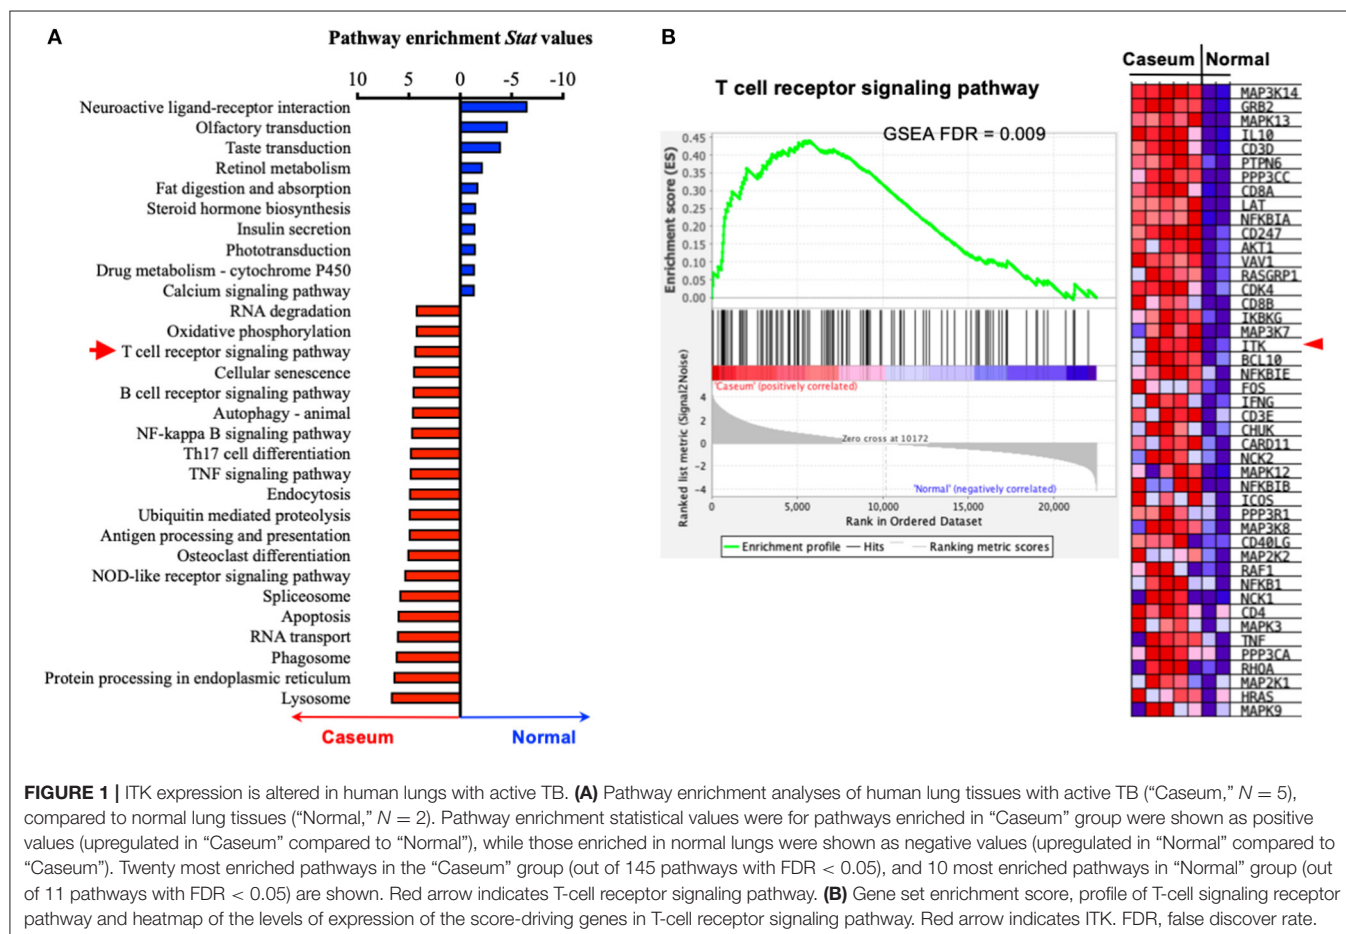 A
Pathway enrichment Stat values
10 5 0 -5 -10
Neuroactive ligand-receptor interaction
Olfactory transduction
Taste transduction
Retinol metabolism
Fat digestion and absorption
Steroid hormone biosynthesis
Insulin secretion
Phototransduction
Drug metabolism - cytochrome P450
Calcium signaling pathway
RNA degradation
Oxidative phosphorylation
T cell receptor signaling pathway
Cellular senescence
B cell receptor signaling pathway
Autophagy - animal
NF-kappa B signaling pathway
Th17 cell differentiation
TNF signaling pathway
Endocytosis
Ubiquitin mediated proteolysis
Antigen processing and presentation
Osteoclast differentiation
NOD-like receptor signaling pathway
Spliceosome
Apoptosis
RNA transport
Phagosome
Protein processing in endoplasmic reticulum
Lysosome
Caseum Normal
B
T cell receptor signaling pathway
GSEA FDR = 0.009
Enrichment score (ES)
0.45
0.40
0.35
0.30
0.25
0.20
0.15
0.10
0.05
0.00
'Caseum' (positively correlated)
Ranked list metric (Signal2Noise)
4
2
0
-2
-4
Zero cross at 10172
'Normal' (negatively correlated)
0 5,000 10,000 15,000 20,000
Rank in Ordered Dataset
Enrichment profile Hits Ranking metric scores
Caseum Normal
MAP3K14
GRB2
MAPK13
IL10
CD3D
PTPN6
PPP3CC
CD8A
LAT
NFKBIA
CD247
AKT1
VAV1
RASGRP1
CDK4
CD8B
IKBKG
MAP3K7
ITK
BCL10
NFKBIE
FOS
IFNG
CD3E
CHUK
CARD11
NCK2
MAPK12
NFKBIB
ICOS
PPP3R1
MAP3K8
CD40LG
MAP2K2
RAF1
NFKB1
NCK1
CD4
MAPK3
TNF
PPP3CA
RHOA
MAP2K1
HRAS
MAPK9
FIGURE 1 | ITK expression is altered in human lungs with active TB. (A) Pathway enrichment analyses of human lung tissues with active TB (“Caseum,” N = 5),
compared to normal lung tissues (“Normal,” N = 2). Pathway enrichment statistical values were for pathways enriched in “Caseum” group were shown as positive
values (upregulated in “Caseum” compared to “Normal”), while those enriched in normal lungs were shown as negative values (upregulated in “Normal” compared to
“Caseum”). Twenty most enriched pathways in the “Caseum” group (out of 145 pathways with FDR < 0.05), and 10 most enriched pathways in “Normal” group (out
of 11 pathways with FDR < 0.05) are shown. Red arrow indicates T-cell receptor signaling pathway. (B) Gene set enrichment score, profile of T-cell signaling receptor
pathway and heatmap of the levels of expression of the score-driving genes in T-cell receptor signaling pathway. Red arrow indicates ITK. FDR, false discover rate.